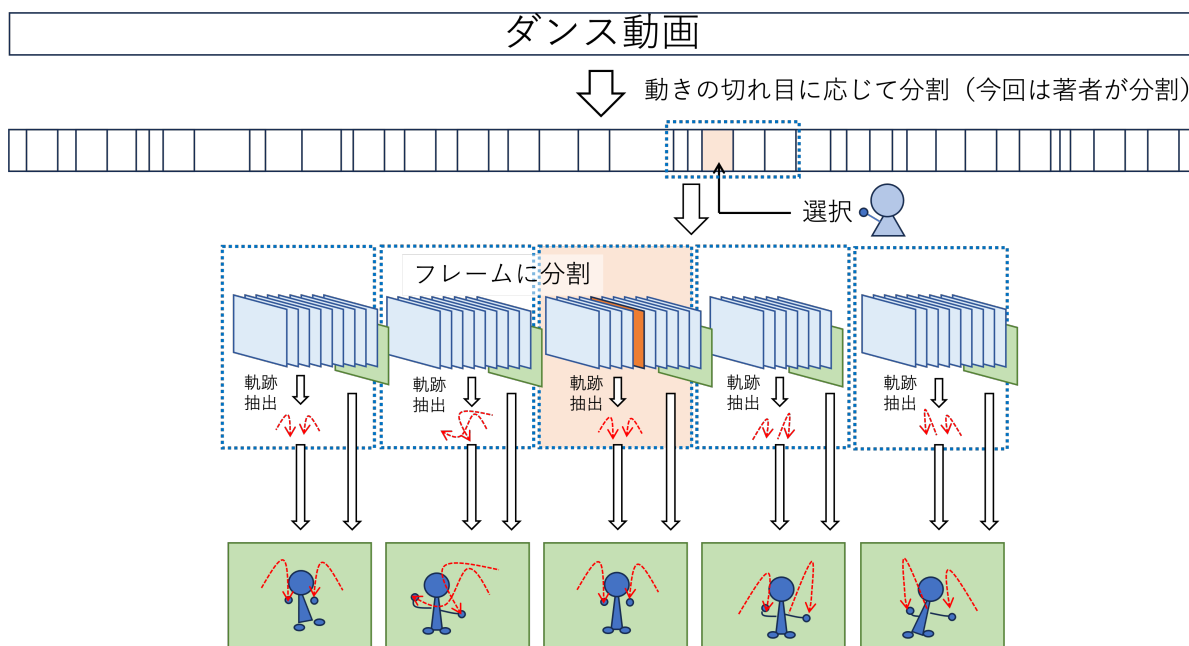 ダンス動画
動きの切れ目に応じて分割（今回は著者が分割）
選択
フレームに分割
軌跡
抽出
軌跡
抽出
軌跡
抽出
軌跡
抽出
軌跡
抽出